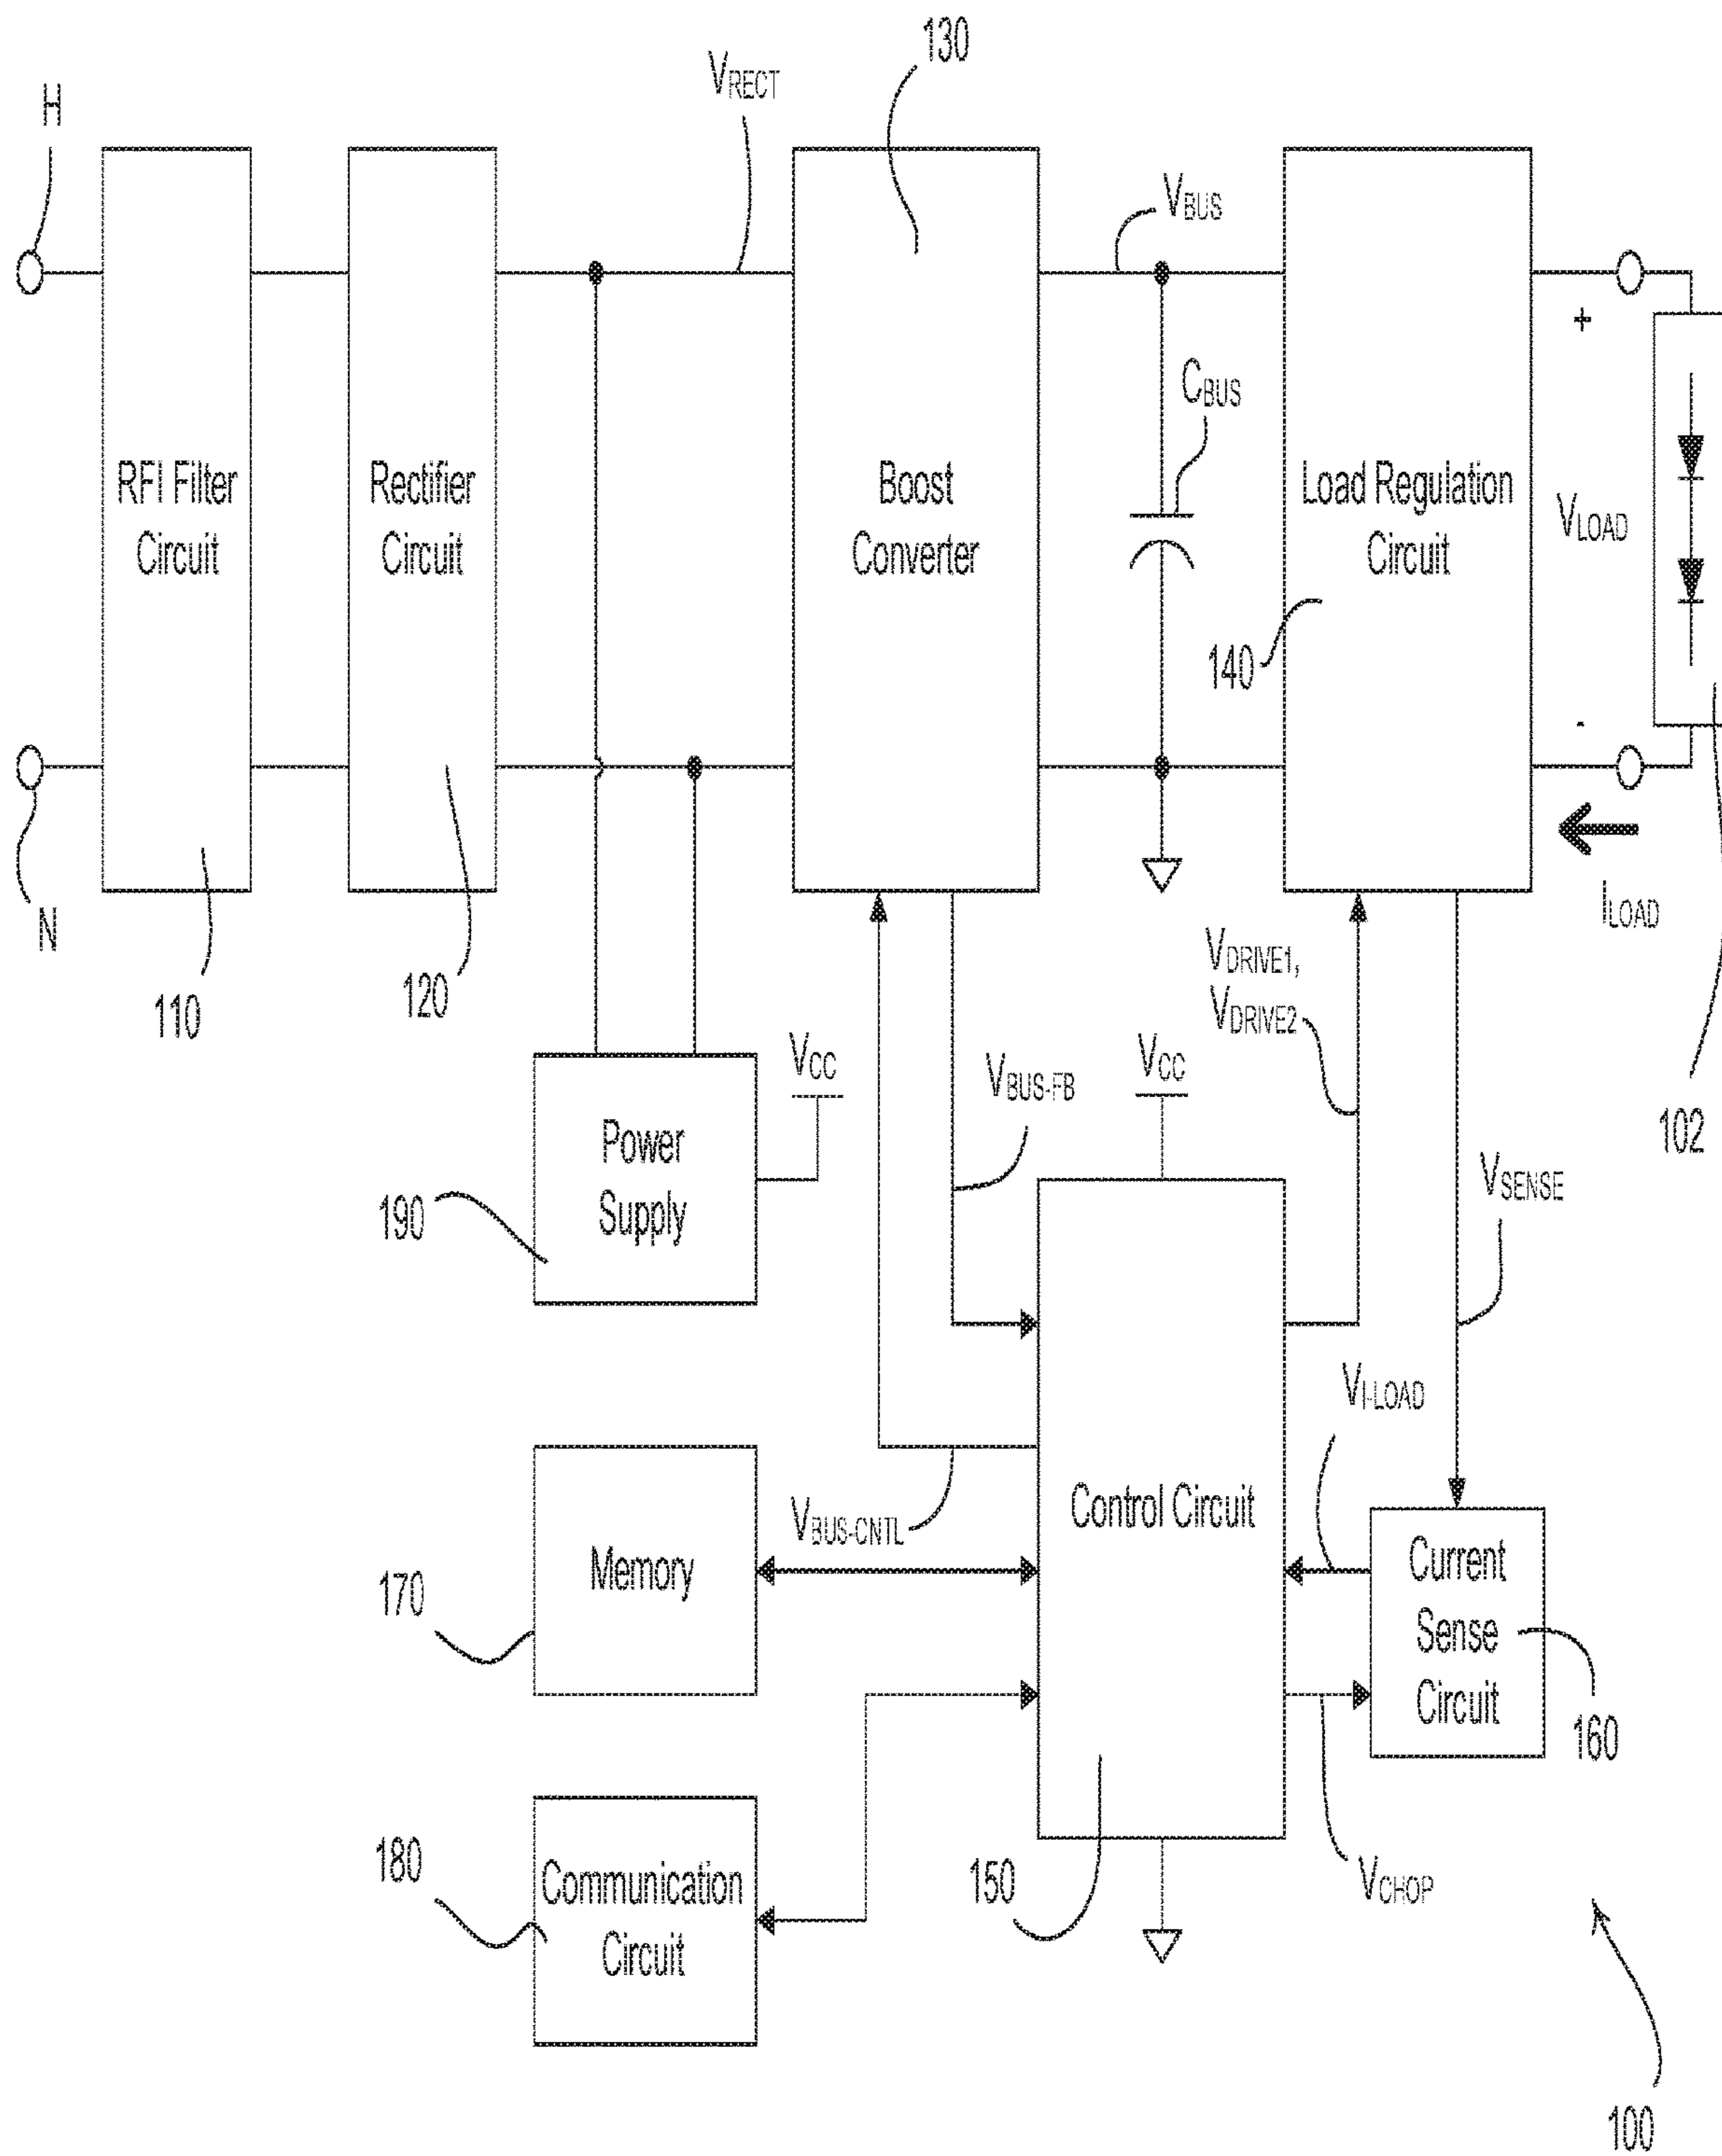 130
H
VRECT
VBUS
CBUS
RFI Filter
Circuit
Rectifier
Circuit
Boost
Converter
Load Regulation
Circuit
+
VLOAD
-
140
N
110
120
ILOAD
VDRIVE1,
VDRIVE2
VCC
VCC
VBUS-FB
102
Power
Supply
190
VSENSE
VI-LOAD
VBUS-CNTL
Control Circuit
Memory
170
Current
Sense
Circuit
160
180
Communication
Circuit
150
VCHOP
100